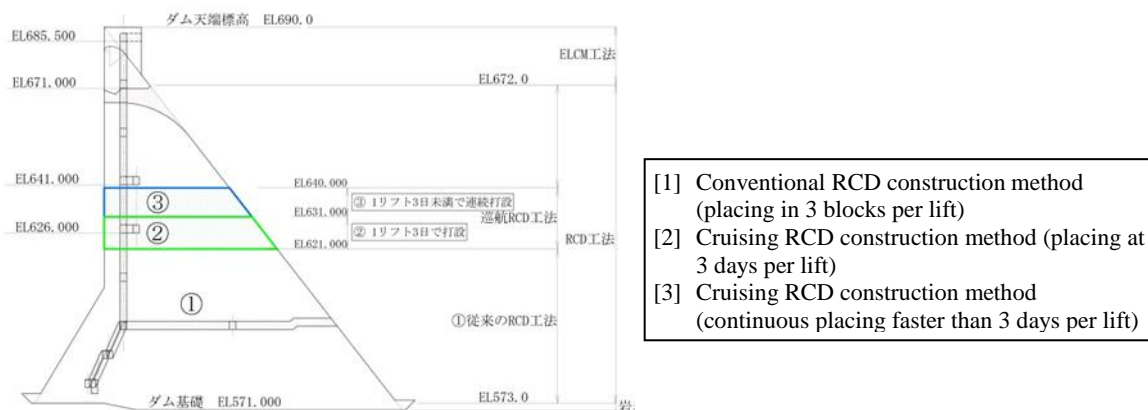 ダム天端標高 EL690.0
EL685.500
ELCM工法
EL671.000
EL672.0
EL641.000
EL640.000
③
③ 1リフト3日未満で連続打設
EL631.000
巡航RCD工法
EL626.000
②
② 1リフト3日で打設
RCD工法
EL621.000
①
①従来のRCD工法
ダム基礎 EL571.000
EL573.0
岩
[1] Conventional RCD construction method
(placing in 3 blocks per lift)
[2] Cruising RCD construction method (placing at
3 days per lift)
[3] Cruising RCD construction method
(continuous placing faster than 3 days per lift)